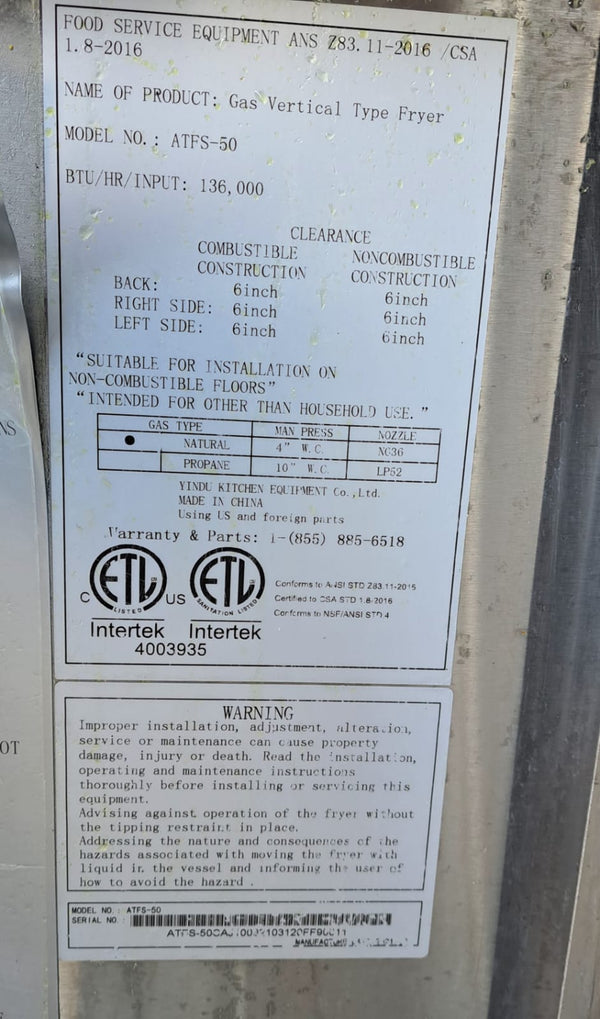 FOOD SERVICE EQUIPMENT ANS Z83.11-2016 /CSA
1.8-2016
NAME OF PRODUCT: Gas Vertical Type Fryer
MODEL NO.: ATFS-50
BTU/HR/INPUT: 136,000
CLEARANCE
COMBUSTIBLE CONSTRUCTION NONCOMBUSTIBLE CONSTRUCTION
BACK: 6inch 6inch
RIGHT SIDE: 6inch 6inch
LEFT SIDE: 6inch 6inch
“SUITABLE FOR INSTALLATION ON
NON-COMBUSTIBLE FLOORS”
“INTENDED FOR OTHER THAN HOUSEHOLD USE. ”
GAS TYPE MAN PRESS NOZZLE
● NATURAL 4" W.C. NC36
PROPANE 10" W.C. LP52
YINDU KITCHEN EQUIPMENT Co.,Ltd.
MADE IN CHINA
Using US and foreign parts
Warranty & Parts: 1-(855) 885-6518
C ETL LISTED US ETL SANITATION LISTED
Intertek Intertek
4003935
Conforms to ANSI STD Z83.11-2016
Certified to CSA STD 1.8-2016
Conforms to NSF/ANSI STD 4
WARNING
Improper installation, adjustment, alteration,
service or maintenance can cause property
damage, injury or death. Read the installation,
operating and maintenance instructions
thoroughly before installing or servicing this
equipment.
Advising against operation of the fryer without
the tipping restraint in place.
Addressing the nature and consequences of the
hazards associated with moving the fryer with
liquid in the vessel and informing the user of
how to avoid the hazard .
MODEL NO.: ATFS-50
SERIAL NO.:
NS
OT